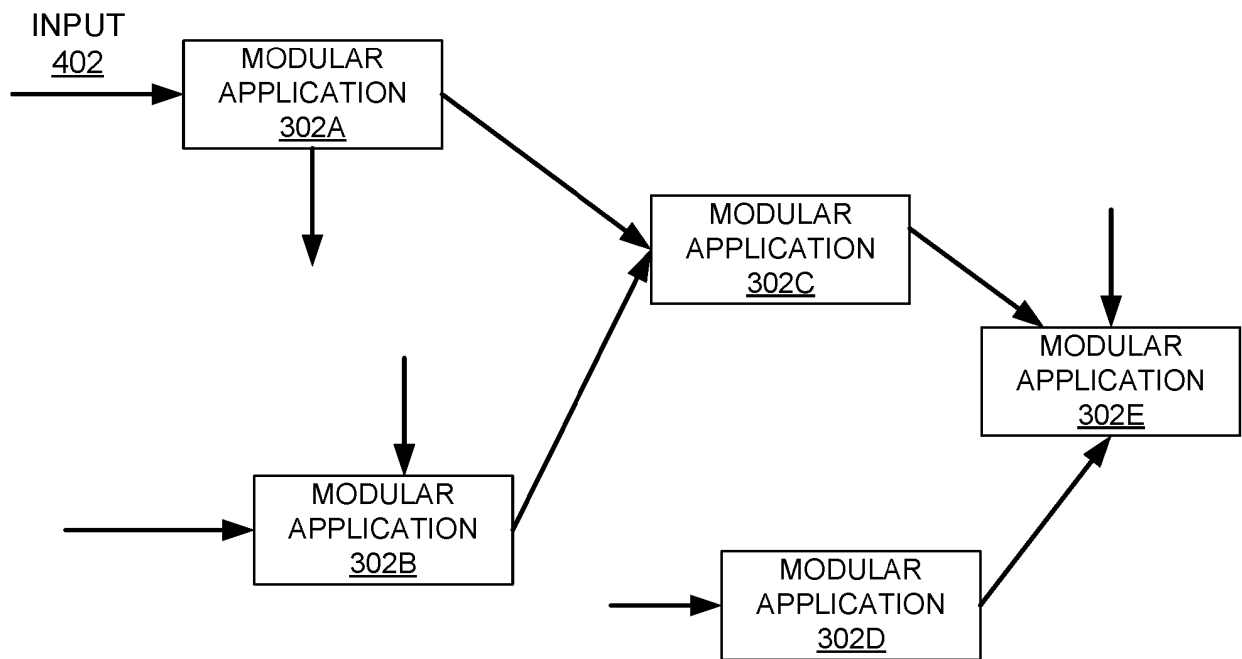 INPUT
402
MODULAR
APPLICATION
302A
MODULAR
APPLICATION
302C
MODULAR
APPLICATION
302E
MODULAR
APPLICATION
302B
MODULAR
APPLICATION
302D